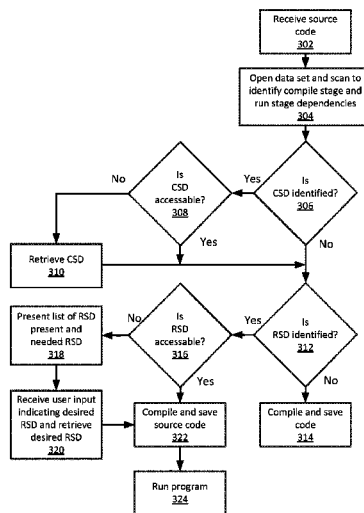 Receive source
code
302
Open data set and scan to
identify compile stage and
run stage dependencies
304
Is
CSD identified?
306
Yes
No
Is
CSD
accessable?
308
No
Yes
Retrieve CSD
310
Is
RSD identified?
312
Yes
No
Is
RSD
accessable?
316
No
Yes
Present list of RSD
present and
needed RSD
318
Receive user input
indicating desired
RSD and retrieve
desired RSD
320
Compile and save
source code
322
Compile and save
code
314
Run program
324